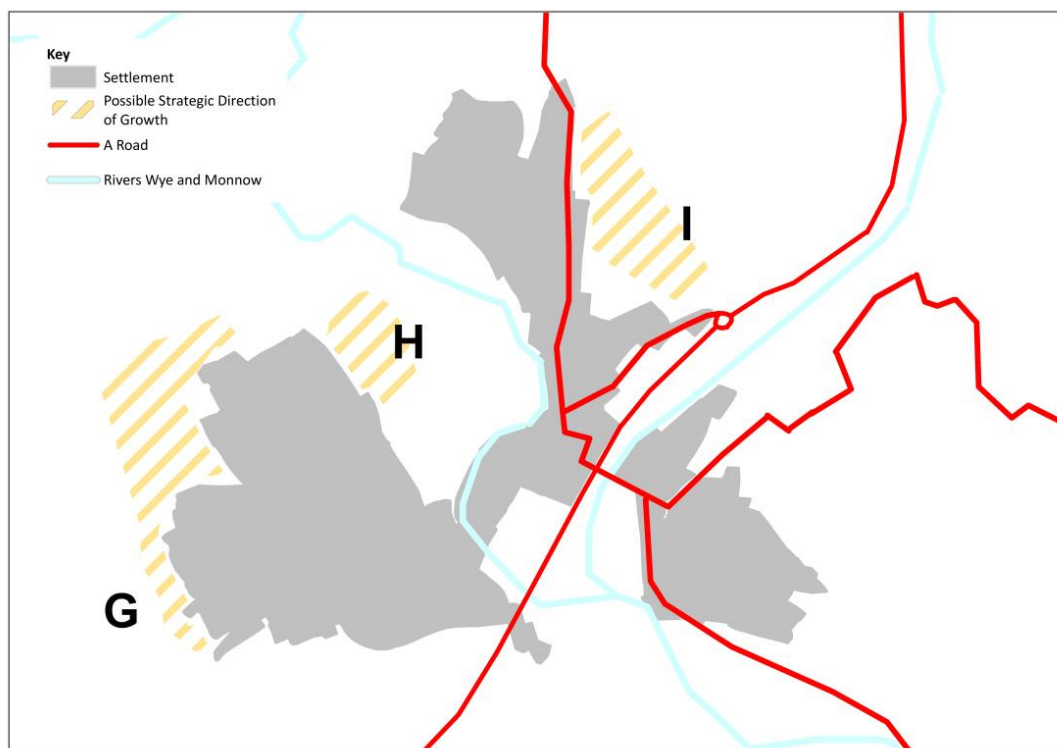 Key
Settlement
Possible Strategic Direction
of Growth
A Road
Rivers Wye and Monnow
I
H
G